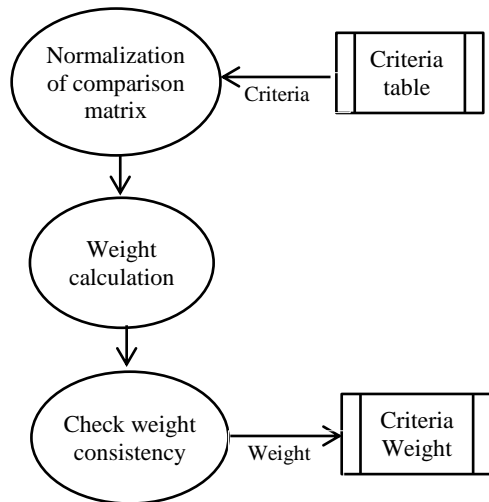 Normalization
of comparison
matrix
Criteria
Criteria
table
Weight
calculation
Check weight
consistency
Weight
Criteria
Weight